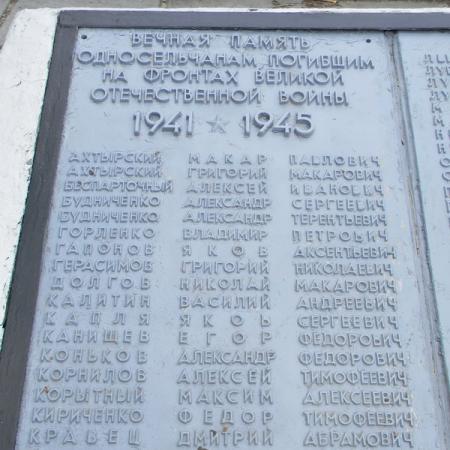 ВЕЧНАЯ ПАМЯТЬ
ОДНОСЕЛЬЧАНАМ ПОГИБШИМ
НА ФРОНТАХ ВЕЛИКОЙ
ОТЕЧЕСТВЕННОЙ ВОЙНЫ
1941 ★ 1945
АХТЫРСКИЙ МАКАР ПАВЛОВИЧ
АХТЫРСКИЙ ГРИГОРИЙ МАКАРОВИЧ
БЕСПАРТОЧНЫЙ АЛЕКСЕЙ ИВАНОВИЧ
БУДНИЧЕНКО АЛЕКСАНДР СЕРГЕЕВИЧ
БУДНИЧЕНКО АЛЕКСАНДР ТЕРЕНТЬЕВИЧ
ГОРЛЕНКО ВЛАДИМИР ПЕТРОВИЧ
ГАПОНОВ ЯКОВ АКСЕНТЬЕВИЧ
ГЕРАСИМОВ ГРИГОРИЙ НИКОЛАЕВИЧ
ДОЛГОВ НИКОЛАЙ МАКАРОВИЧ
КАЛИТИН ВАСИЛИЙ АНДРЕЕВИЧ
КАПЛЯ ЯКОВ СЕРГЕЕВИЧ
КАНИЩЕВ ЕГОР ФЕДОРОВИЧ
КОНЬКОВ АЛЕКСАНДР ФЕДОРОВИЧ
КОРНИЛОВ АЛЕКСЕЙ ТИМОФЕЕВИЧ
КОРЫТНЫЙ МАКСИМ АЛЕКСЕЕВИЧ
КИРИЧЕНКО ФЕДОР ТИМОФЕЕВИЧ
КРАВЕЦ ДМИТРИЙ АБРАМОВИЧ